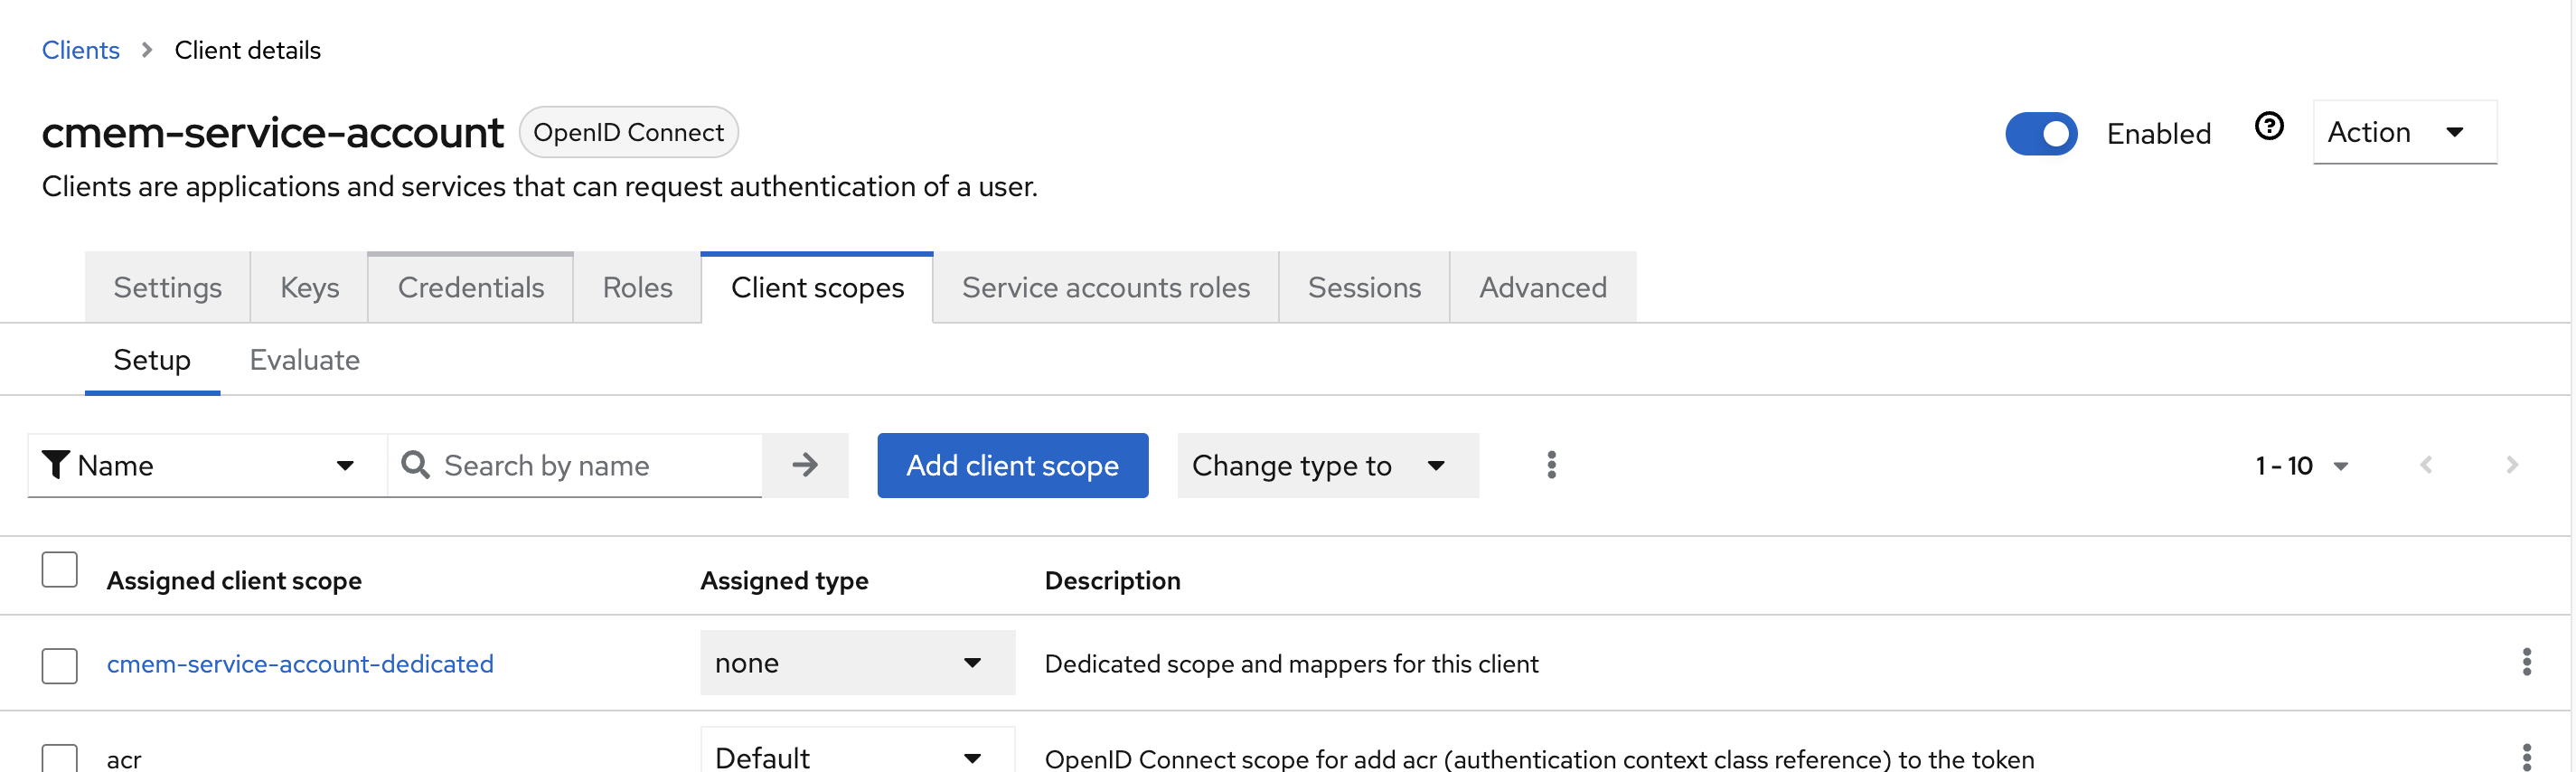 Clients > Client details
cmem-service-account OpenID Connect Enabled ? Action
Clients are applications and services that can request authentication of a user.
Settings Keys Credentials Roles Client scopes Service accounts roles Sessions Advanced
Setup Evaluate
Name Search by name Add client scope Change type to 1 - 10
Assigned client scope Assigned type Description
cmem-service-account-dedicated none Dedicated scope and mappers for this client
acr Default OpenID Connect scope for add acr (authentication context class reference) to the token